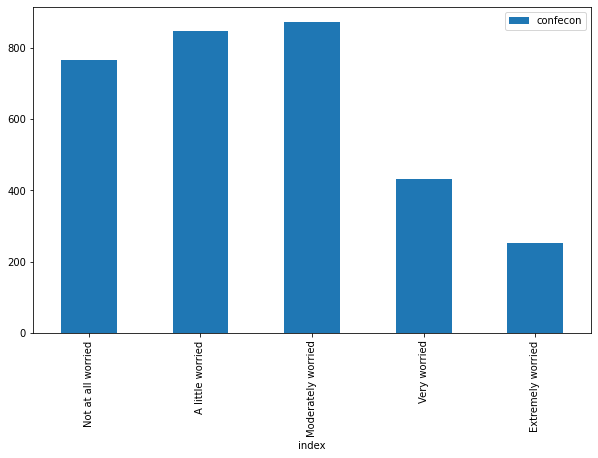 confecon
800
600
400
200
0
Not at all worried
A little worried
Moderately worried
Very worried
Extremely worried
index